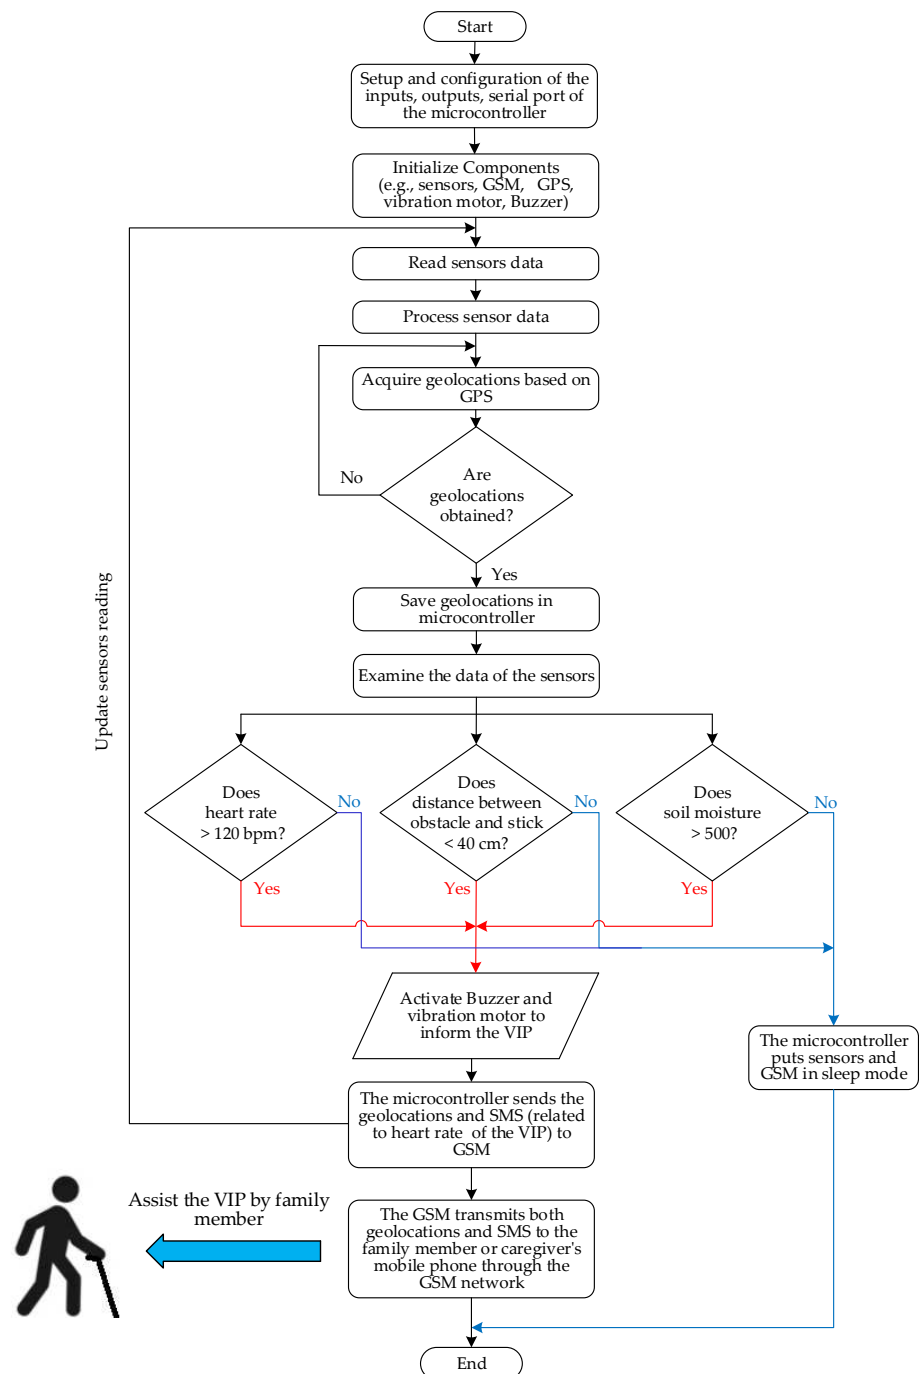 Start
Setup and configuration of the
inputs, outputs, serial port of
the microcontroller
Initialize Components
(e.g., sensors, GSM, GPS,
vibration motor, Buzzer)
Read sensors data
Process sensor data
Acquire geolocations based on
GPS
No
Are
geolocations
obtained?
Yes
Save geolocations in
microcontroller
Examine the data of the sensors
Update sensors reading
Does
heart rate
> 120 bpm?
No
Yes
Does
distance between
obstacle and stick
< 40 cm?
No
Yes
Does
soil moisture
> 500?
No
Yes
Activate Buzzer and
vibration motor to
inform the VIP
The microcontroller
puts sensors and
GSM in sleep mode
The microcontroller sends the
geolocations and SMS (related
to heart rate of the VIP) to
GSM
Assist the VIP by family
member
The GSM transmits both
geolocations and SMS to the
family member or caregiver's
mobile phone through the
GSM network
End